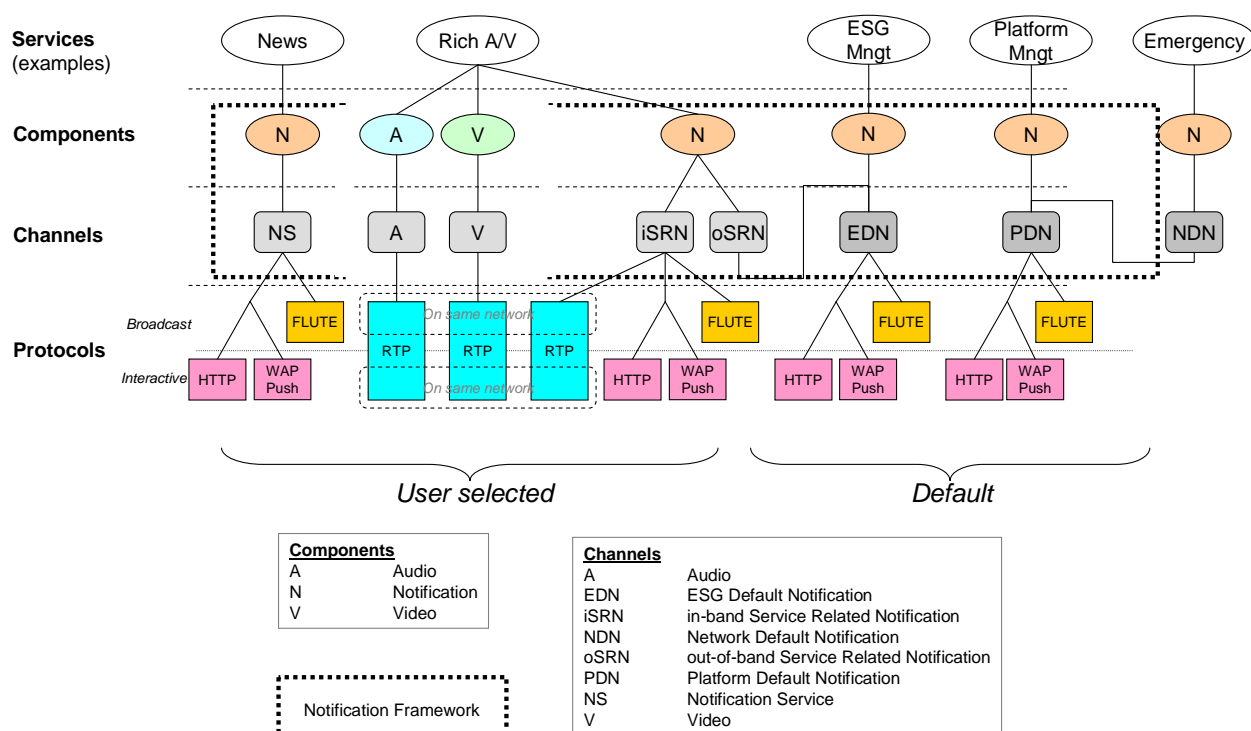 Services
(examples)
News
Rich A/V
ESG
Mngt
Platform
Mngt
Emergency
Components
N
A
V
N
N
N
N
Channels
NS
A
V
iSRN
oSRN
EDN
PDN
NDN
Protocols
Broadcast
Interactive
FLUTE
On same network
FLUTE
FLUTE
FLUTE
RTP
RTP
RTP
HTTP
WAP
Push
On same network
HTTP
WAP
Push
HTTP
WAP
Push
HTTP
WAP
Push
User selected
Default
Components
A Audio
N Notification
V Video
Notification Framework
Channels
A Audio
EDN ESG Default Notification
iSRN in-band Service Related Notification
NDN Network Default Notification
oSRN out-of-band Service Related Notification
PDN Platform Default Notification
NS Notification Service
V Video